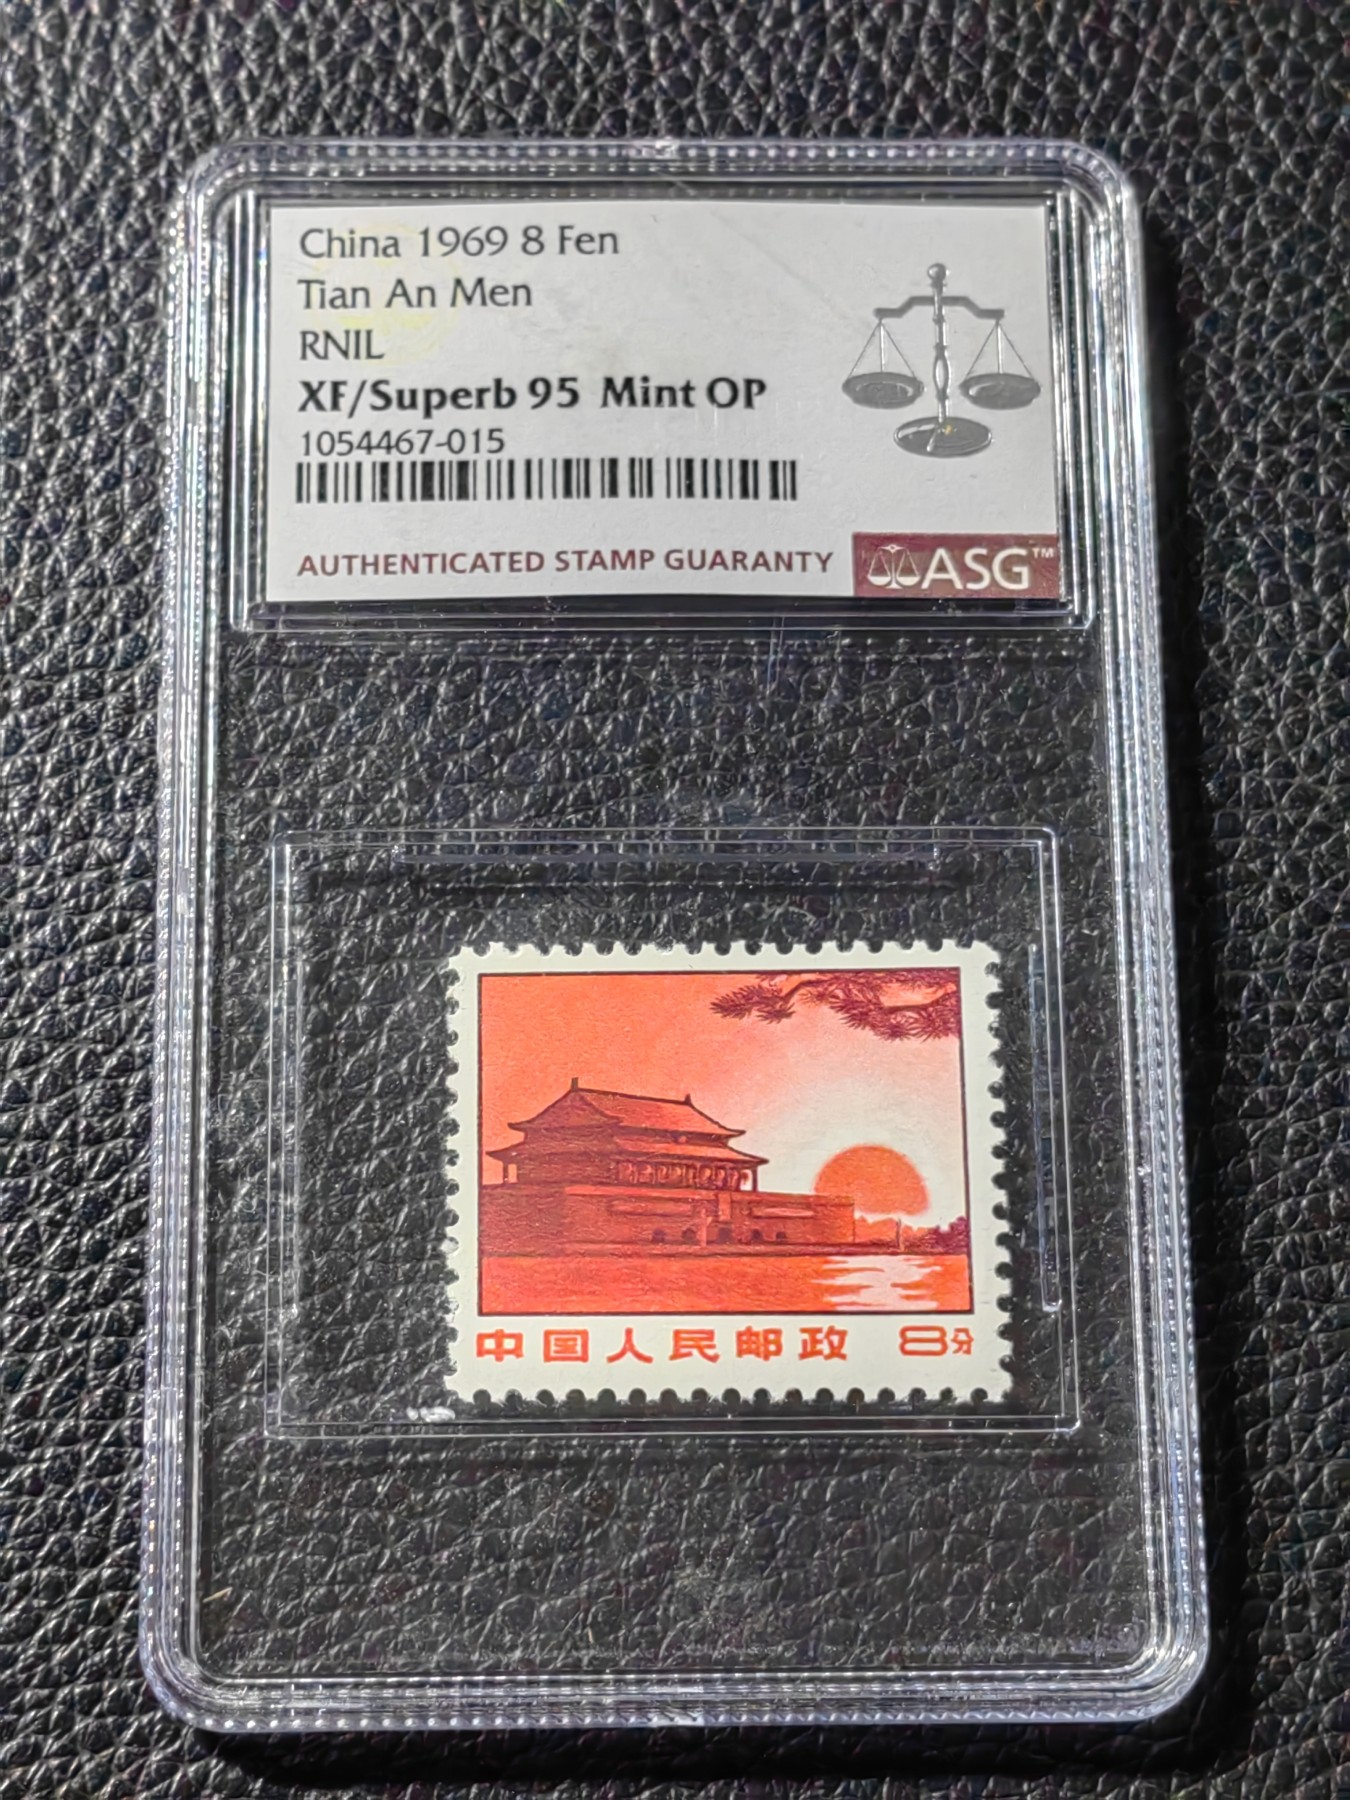 China 1969 8 Fen
Tian An Men
RNIL
XF/Superb 95 Mint OP
1054467-015
AUTHENTICATED STAMP GUARANTY
ASG™
中国人民邮政 8分